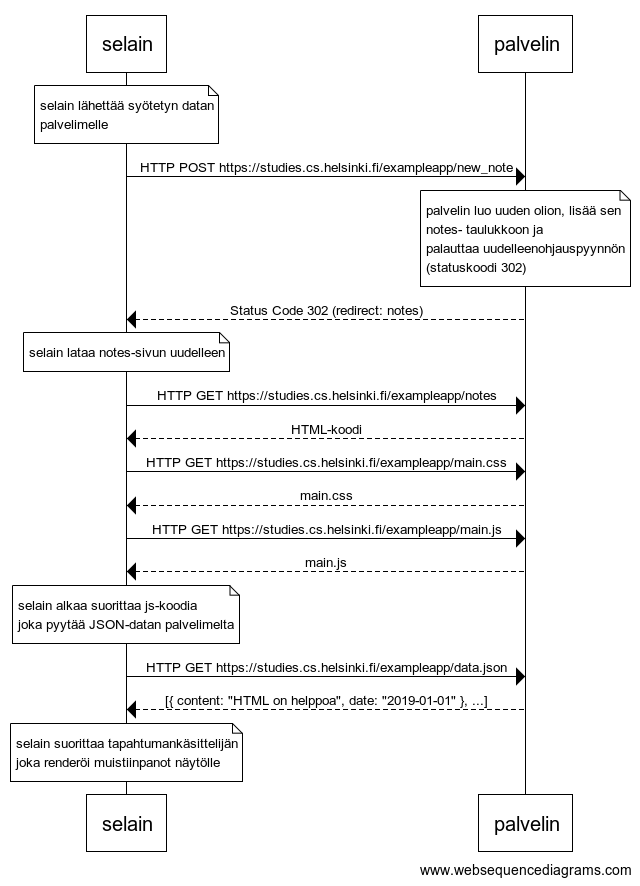 selain
palvelin
selain lähettää syötetyn datan
palvelimelle
HTTP POST https://studies.cs.helsinki.fi/exampleapp/new_note
palvelin luo uuden olion, lisää sen
notes- taulukkoon ja
palauttaa uudelleenohjauspyynnön
(statuskoodi 302)
Status Code 302 (redirect: notes)
selain lataa notes-sivun uudelleen
HTTP GET https://studies.cs.helsinki.fi/exampleapp/notes
HTML-koodi
HTTP GET https://studies.cs.helsinki.fi/exampleapp/main.css
main.css
HTTP GET https://studies.cs.helsinki.fi/exampleapp/main.js
main.js
selain alkaa suorittaa js-koodia
joka pyytää JSON-datan palvelimelta
HTTP GET https://studies.cs.helsinki.fi/exampleapp/data.json
[{ content: "HTML on helppoa", date: "2019-01-01" }, ...]
selain suorittaa tapahtumankäsittelijän
joka renderöi muistiinpanot näytölle
selain
palvelin
www.websequencediagrams.com